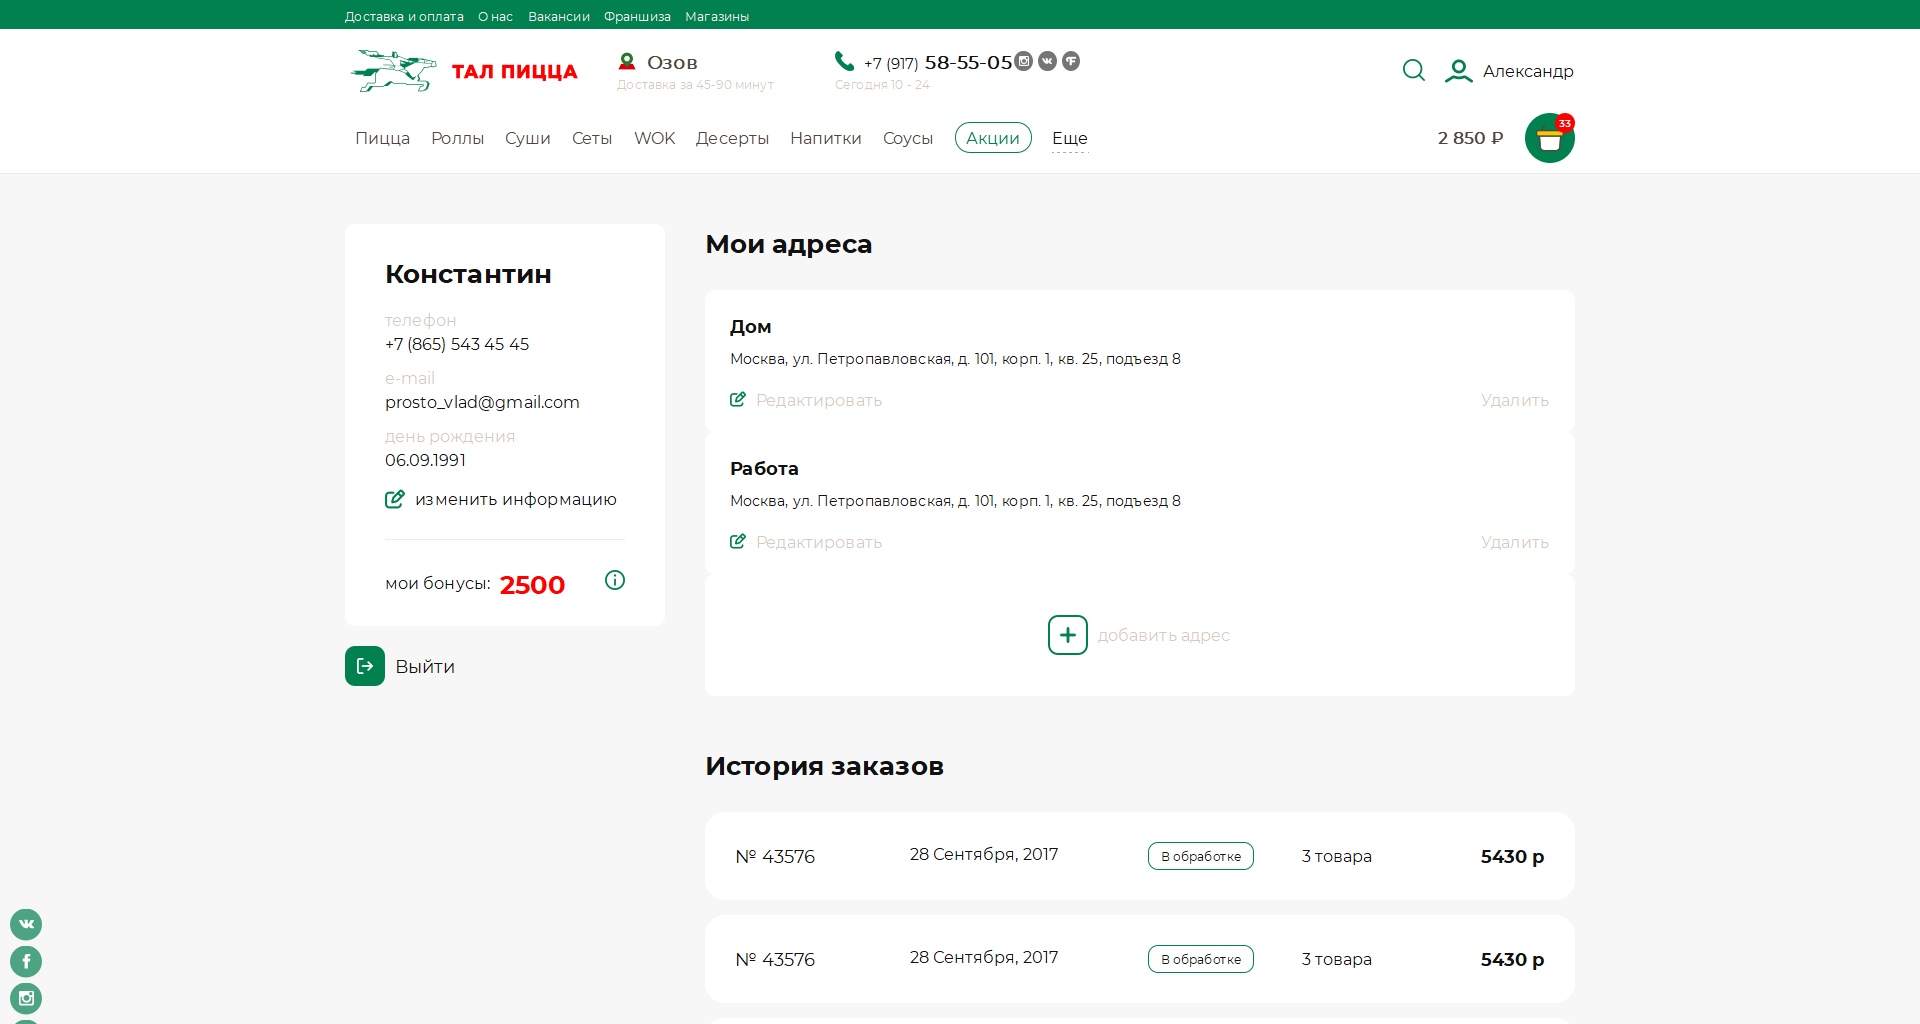 Доставка и оплата О нас Вакансии Франшиза Магазины
ТАЛ ПИЦЦА
Озов
Доставка за 45-90 минут
+7 (917) 58-55-05
Сегодня 10 - 24
Александр
Пицца Роллы Суши Сеты WOK Десерты Напитки Соусы Акции Еще
2 850 ₽
33
Константин
телефон
+7 (865) 543 45 45
e-mail
prosto_vlad@gmail.com
день рождения
06.09.1991
изменить информацию
мои бонусы: 2500
Выйти
Мои адреса
Дом
Москва, ул. Петропавловская, д. 101, корп. 1, кв. 25, подъезд 8
Редактировать Удалить
Работа
Москва, ул. Петропавловская, д. 101, корп. 1, кв. 25, подъезд 8
Редактировать Удалить
добавить адрес
История заказов
№ 43576 28 Сентября, 2017 В обработке 3 товара 5430 р
№ 43576 28 Сентября, 2017 В обработке 3 товара 5430 р